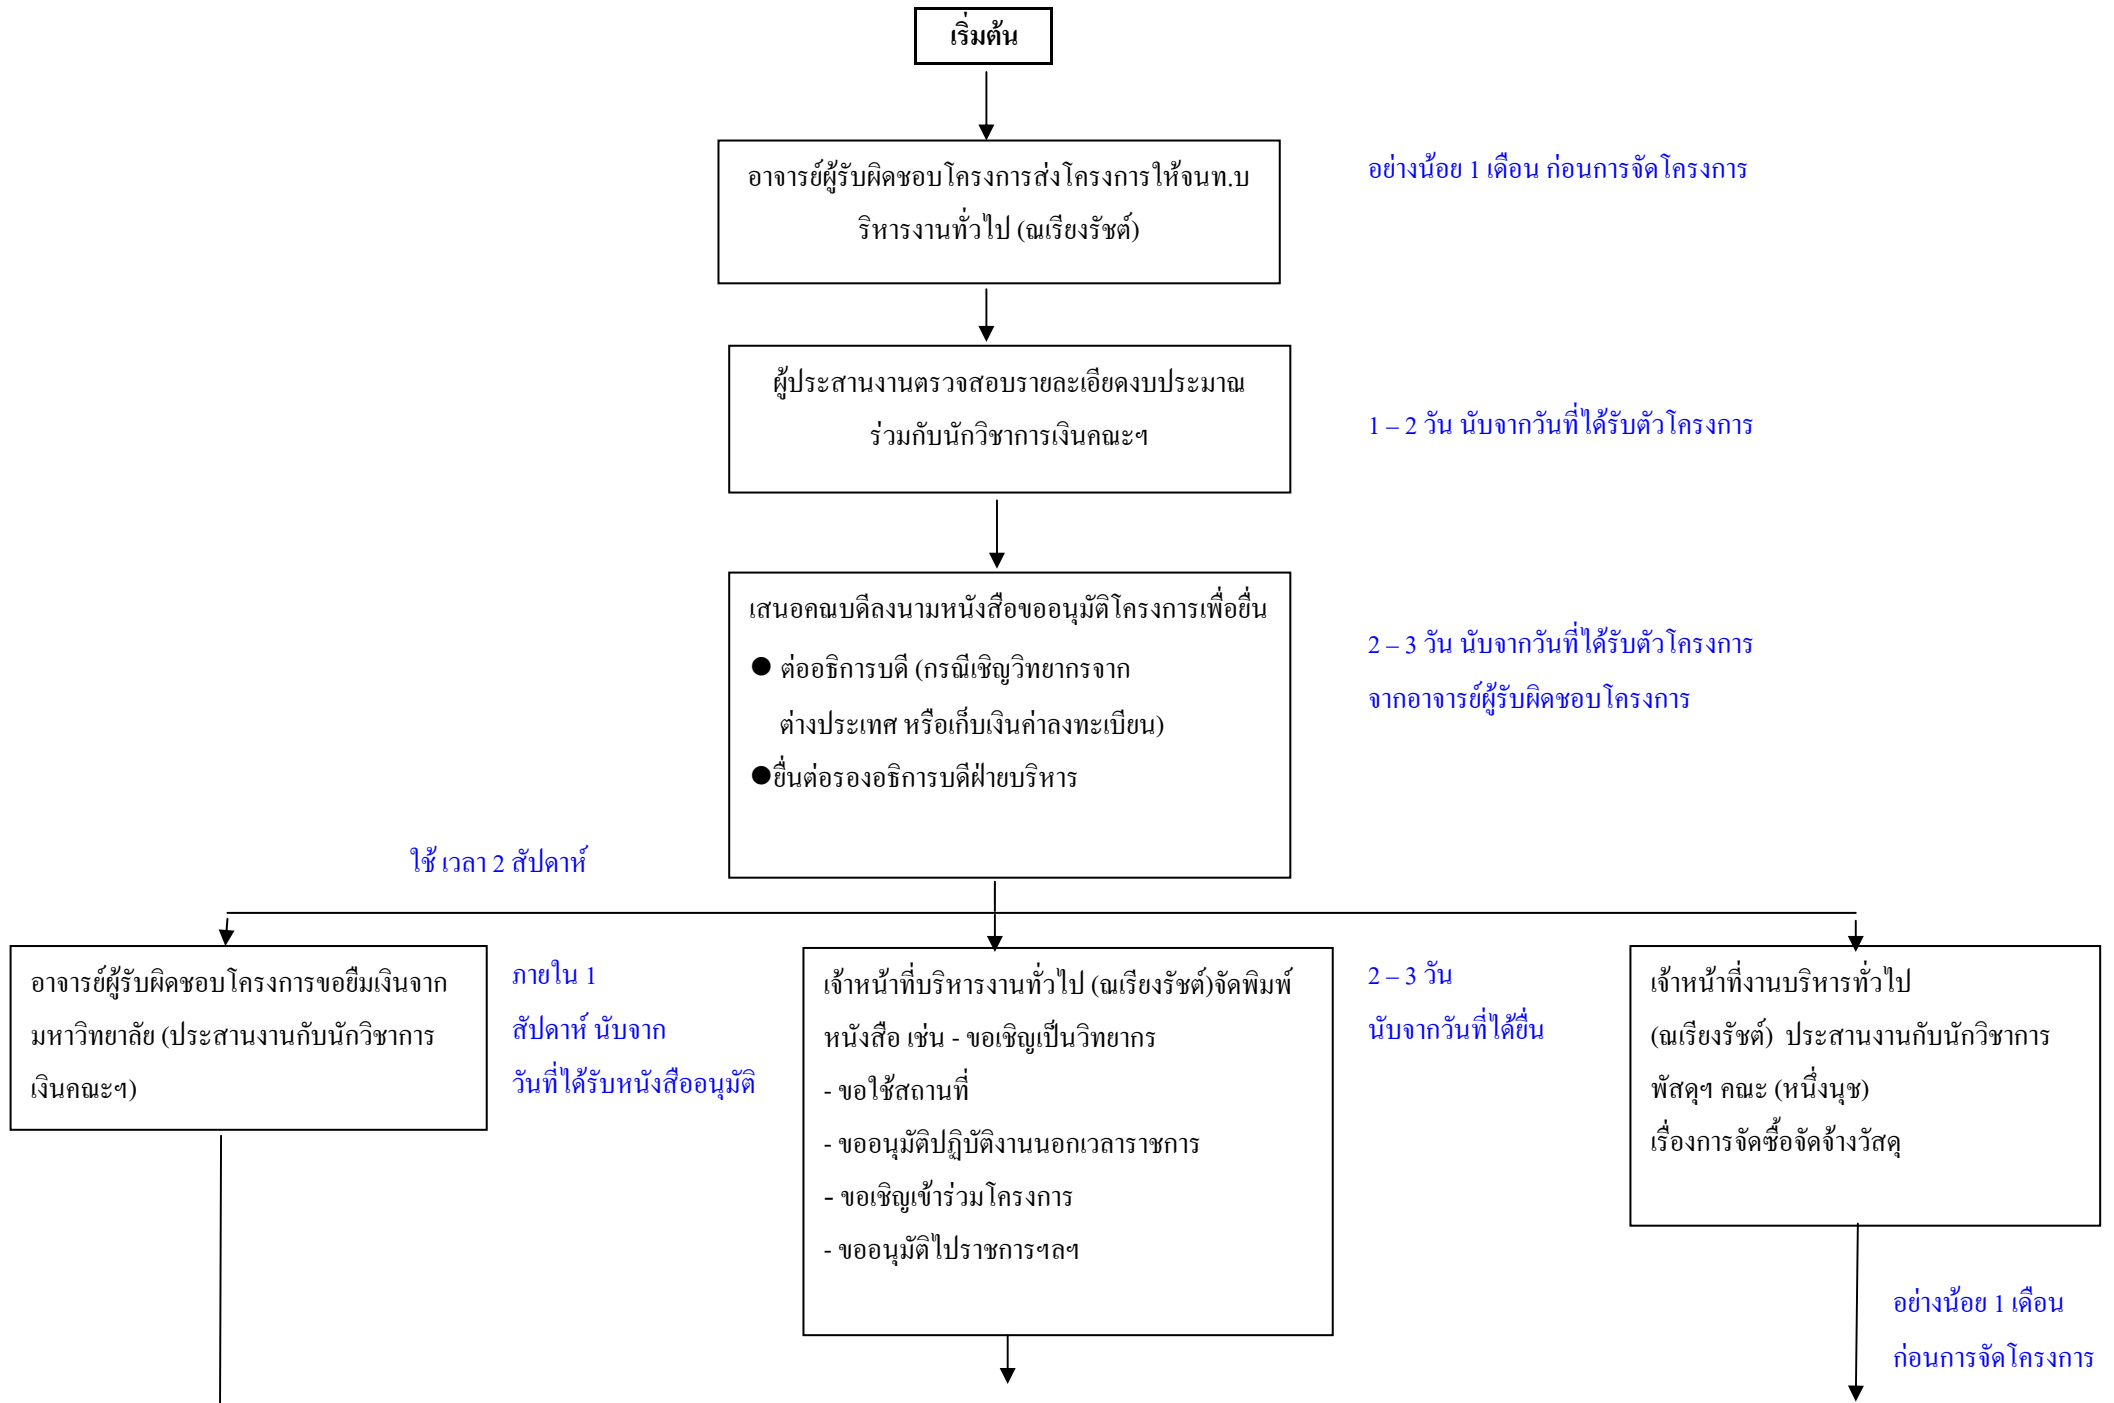 เริ่มต้น
อาจารย์ผู้รับผิดชอบโครงการส่งโครงการให้จนท.บ
ริหารงานทั่วไป (ณเรียงรัชต์)
อย่างน้อย 1 เดือน ก่อนการจัดโครงการ
ผู้ประสานงานตรวจสอบรายละเอียดงบประมาณ
ร่วมกับนักวิชาการเงินคณะฯ
1 – 2 วัน นับจากวันที่ได้รับตัวโครงการ
เสนอคณบดีลงนามหนังสือขออนุมัติโครงการเพื่อยื่น
● ต่ออธิการบดี (กรณีเชิญวิทยากรจาก
ต่างประเทศ หรือเก็บเงินค่าลงทะเบียน)
●ยื่นต่อรองอธิการบดีฝ่ายบริหาร
2 – 3 วัน นับจากวันที่ได้รับตัวโครงการ
จากอาจารย์ผู้รับผิดชอบโครงการ
ใช้ เวลา 2 สัปดาห์
อาจารย์ผู้รับผิดชอบโครงการขอยืมเงินจาก
มหาวิทยาลัย (ประสานงานกับนักวิชาการ
เงินคณะฯ)
ภายใน 1
สัปดาห์ นับจาก
วันที่ได้รับหนังสืออนุมัติ
เจ้าหน้าที่บริหารงานทั่วไป (ณเรียงรัชต์)จัดพิมพ์
หนังสือ เช่น - ขอเชิญเป็นวิทยากร
- ขอใช้สถานที่
- ขออนุมัติปฏิบัติงานนอกเวลาราชการ
- ขอเชิญเข้าร่วมโครงการ
- ขออนุมัติไปราชการฯลฯ
2 – 3 วัน
นับจากวันที่ได้ยื่น
เจ้าหน้าที่งานบริหารทั่วไป
(ณเรียงรัชต์) ประสานงานกับนักวิชาการ
พัสดุฯ คณะ (หนึ่งนุช)
เรื่องการจัดซื้อจัดจ้างวัสดุ
อย่างน้อย 1 เดือน
ก่อนการจัดโครงการ